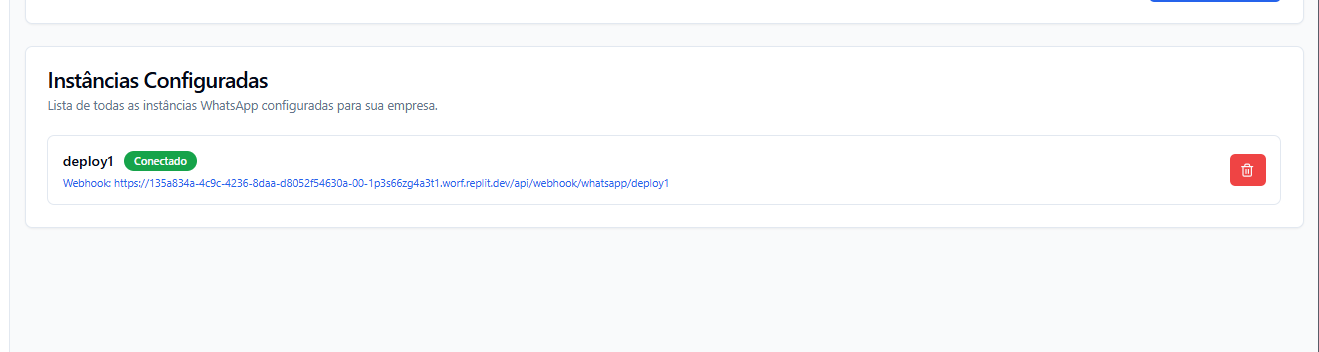 Instâncias Configuradas
Lista de todas as instâncias WhatsApp configuradas para sua empresa.
deploy1 Conectado
Webhook: https://135a834a-4c9c-4236-8daa-d8052f54630a-00-1p3s66zg4a3t1.worf.replit.dev/api/webhook/whatsapp/deploy1